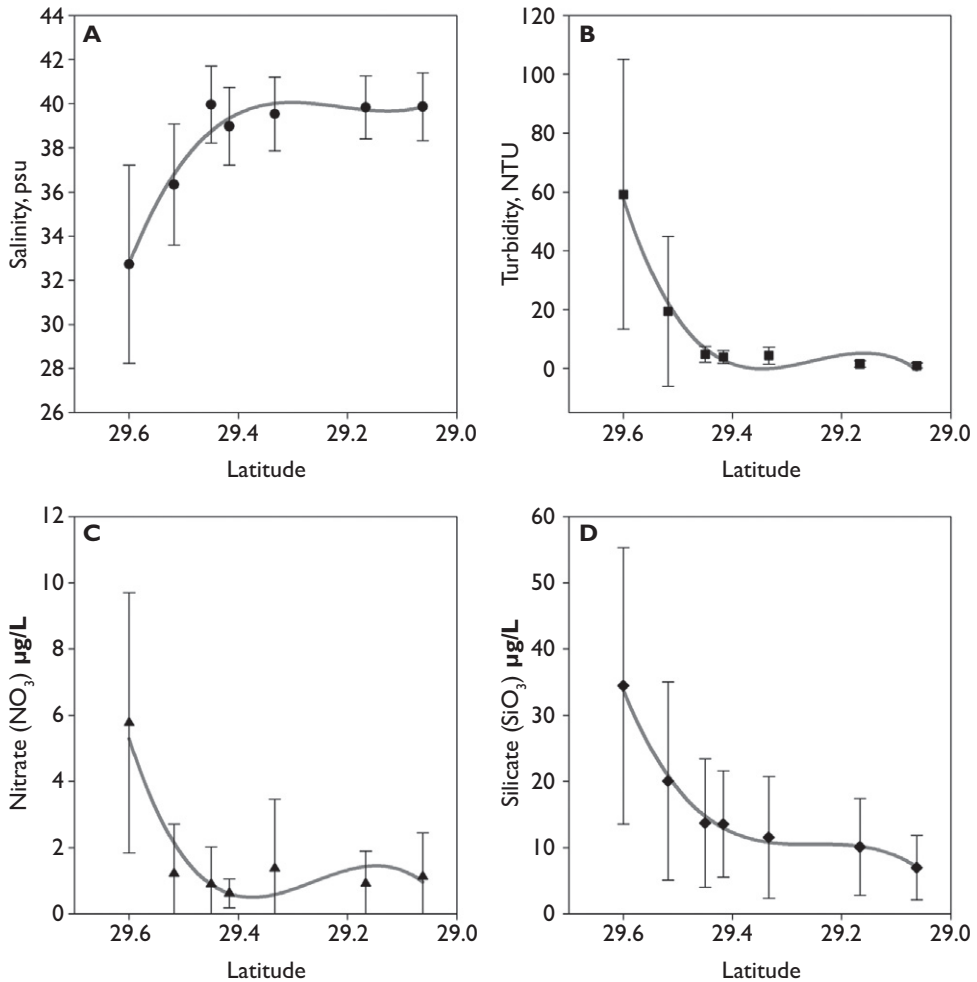 A
44
42
40
38
36
34
32
30
28
26
Salinity, psu
29.6 29.4 29.2 29.0
Latitude
B
120
100
80
60
40
20
0
Turbidity, NTU
29.6 29.4 29.2 29.0
Latitude
C
12
10
8
6
4
2
0
Nitrate (NO3) µg/L
29.6 29.4 29.2 29.0
Latitude
D
60
50
40
30
20
10
0
Silicate (SiO3) µg/L
29.6 29.4 29.2 29.0
Latitude